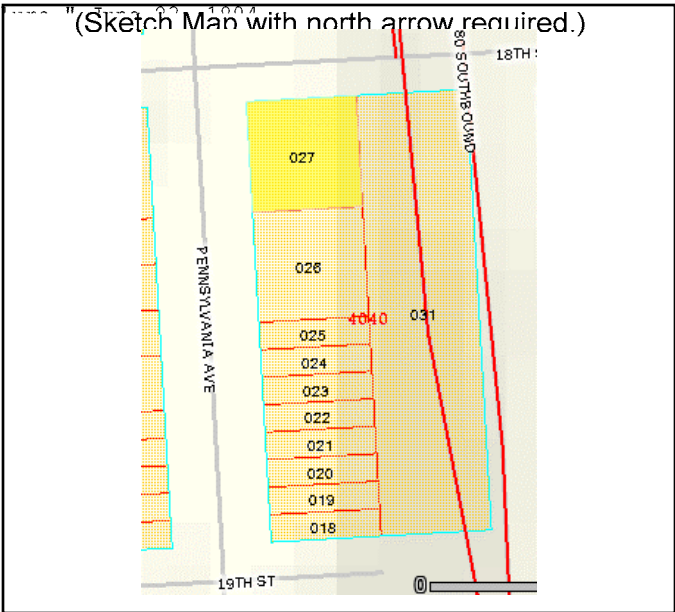 (Sketch Map with north arrow required.)
18TH
80 SOUTHBOUND
027
026
PENNSYLVANIA AVE
4040
031
025
024
023
022
021
020
019
018
19TH ST
0